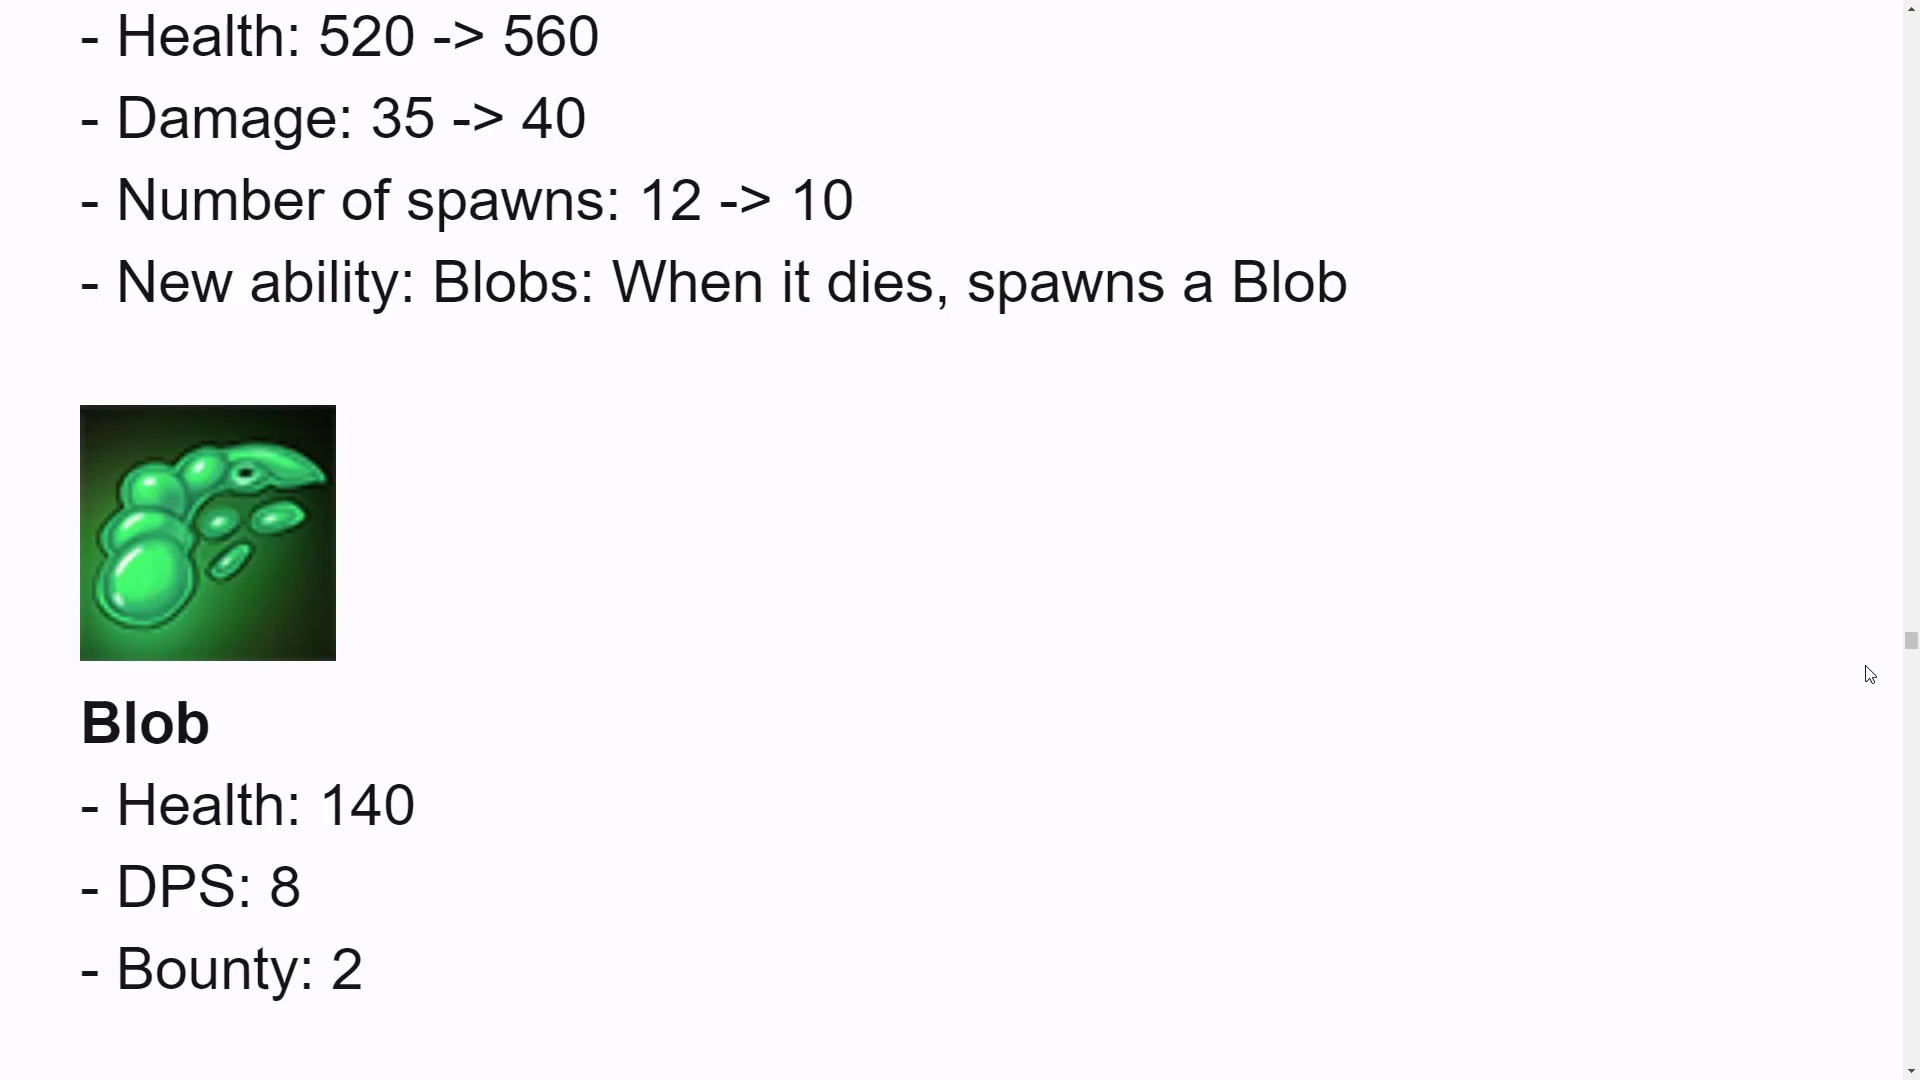 - Health: 520 -> 560
- Damage: 35 -> 40
- Number of spawns: 12 -> 10
- New ability: Blobs: When it dies, spawns a Blob
Blob
- Health: 140
- DPS: 8
- Bounty: 2